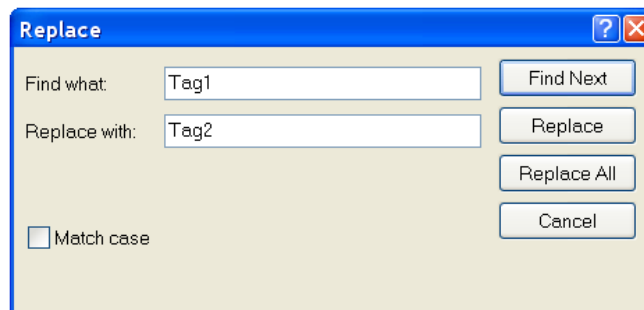 Replace
Find what: Tag1 Find Next
Replace with: Tag2 Replace
Replace All
Match case Cancel